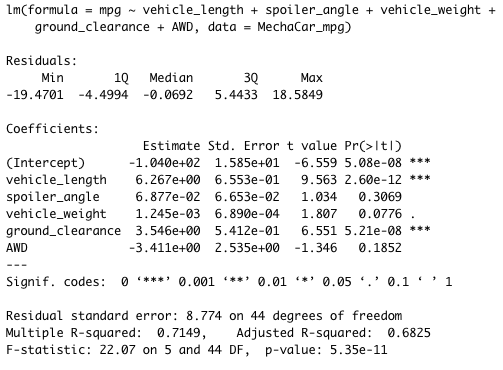 lm(formula = mpg ~ vehicle_length + spoiler_angle + vehicle_weight +
    ground_clearance + AWD, data = MechaCar_mpg)

Residuals:
     Min       1Q   Median       3Q      Max
-19.4701  -4.4994  -0.0692   5.4433  18.5849

Coefficients:
                   Estimate Std. Error t value Pr(>|t|)
(Intercept)      -1.040e+02  1.585e+01  -6.559 5.08e-08 ***
vehicle_length    6.267e+00  6.553e-01   9.563 2.60e-12 ***
spoiler_angle     6.877e-02  6.653e-02   1.034   0.3069
vehicle_weight    1.245e-03  6.890e-04   1.807   0.0776 .
ground_clearance  3.546e+00  5.412e-01   6.551 5.21e-08 ***
AWD              -3.411e+00  2.535e+00  -1.346   0.1852
---
Signif. codes:  0 ‘***’ 0.001 ‘**’ 0.01 ‘*’ 0.05 ‘.’ 0.1 ‘ ’ 1

Residual standard error: 8.774 on 44 degrees of freedom
Multiple R-squared:  0.7149,    Adjusted R-squared:  0.6825
F-statistic: 22.07 on 5 and 44 DF,  p-value: 5.35e-11